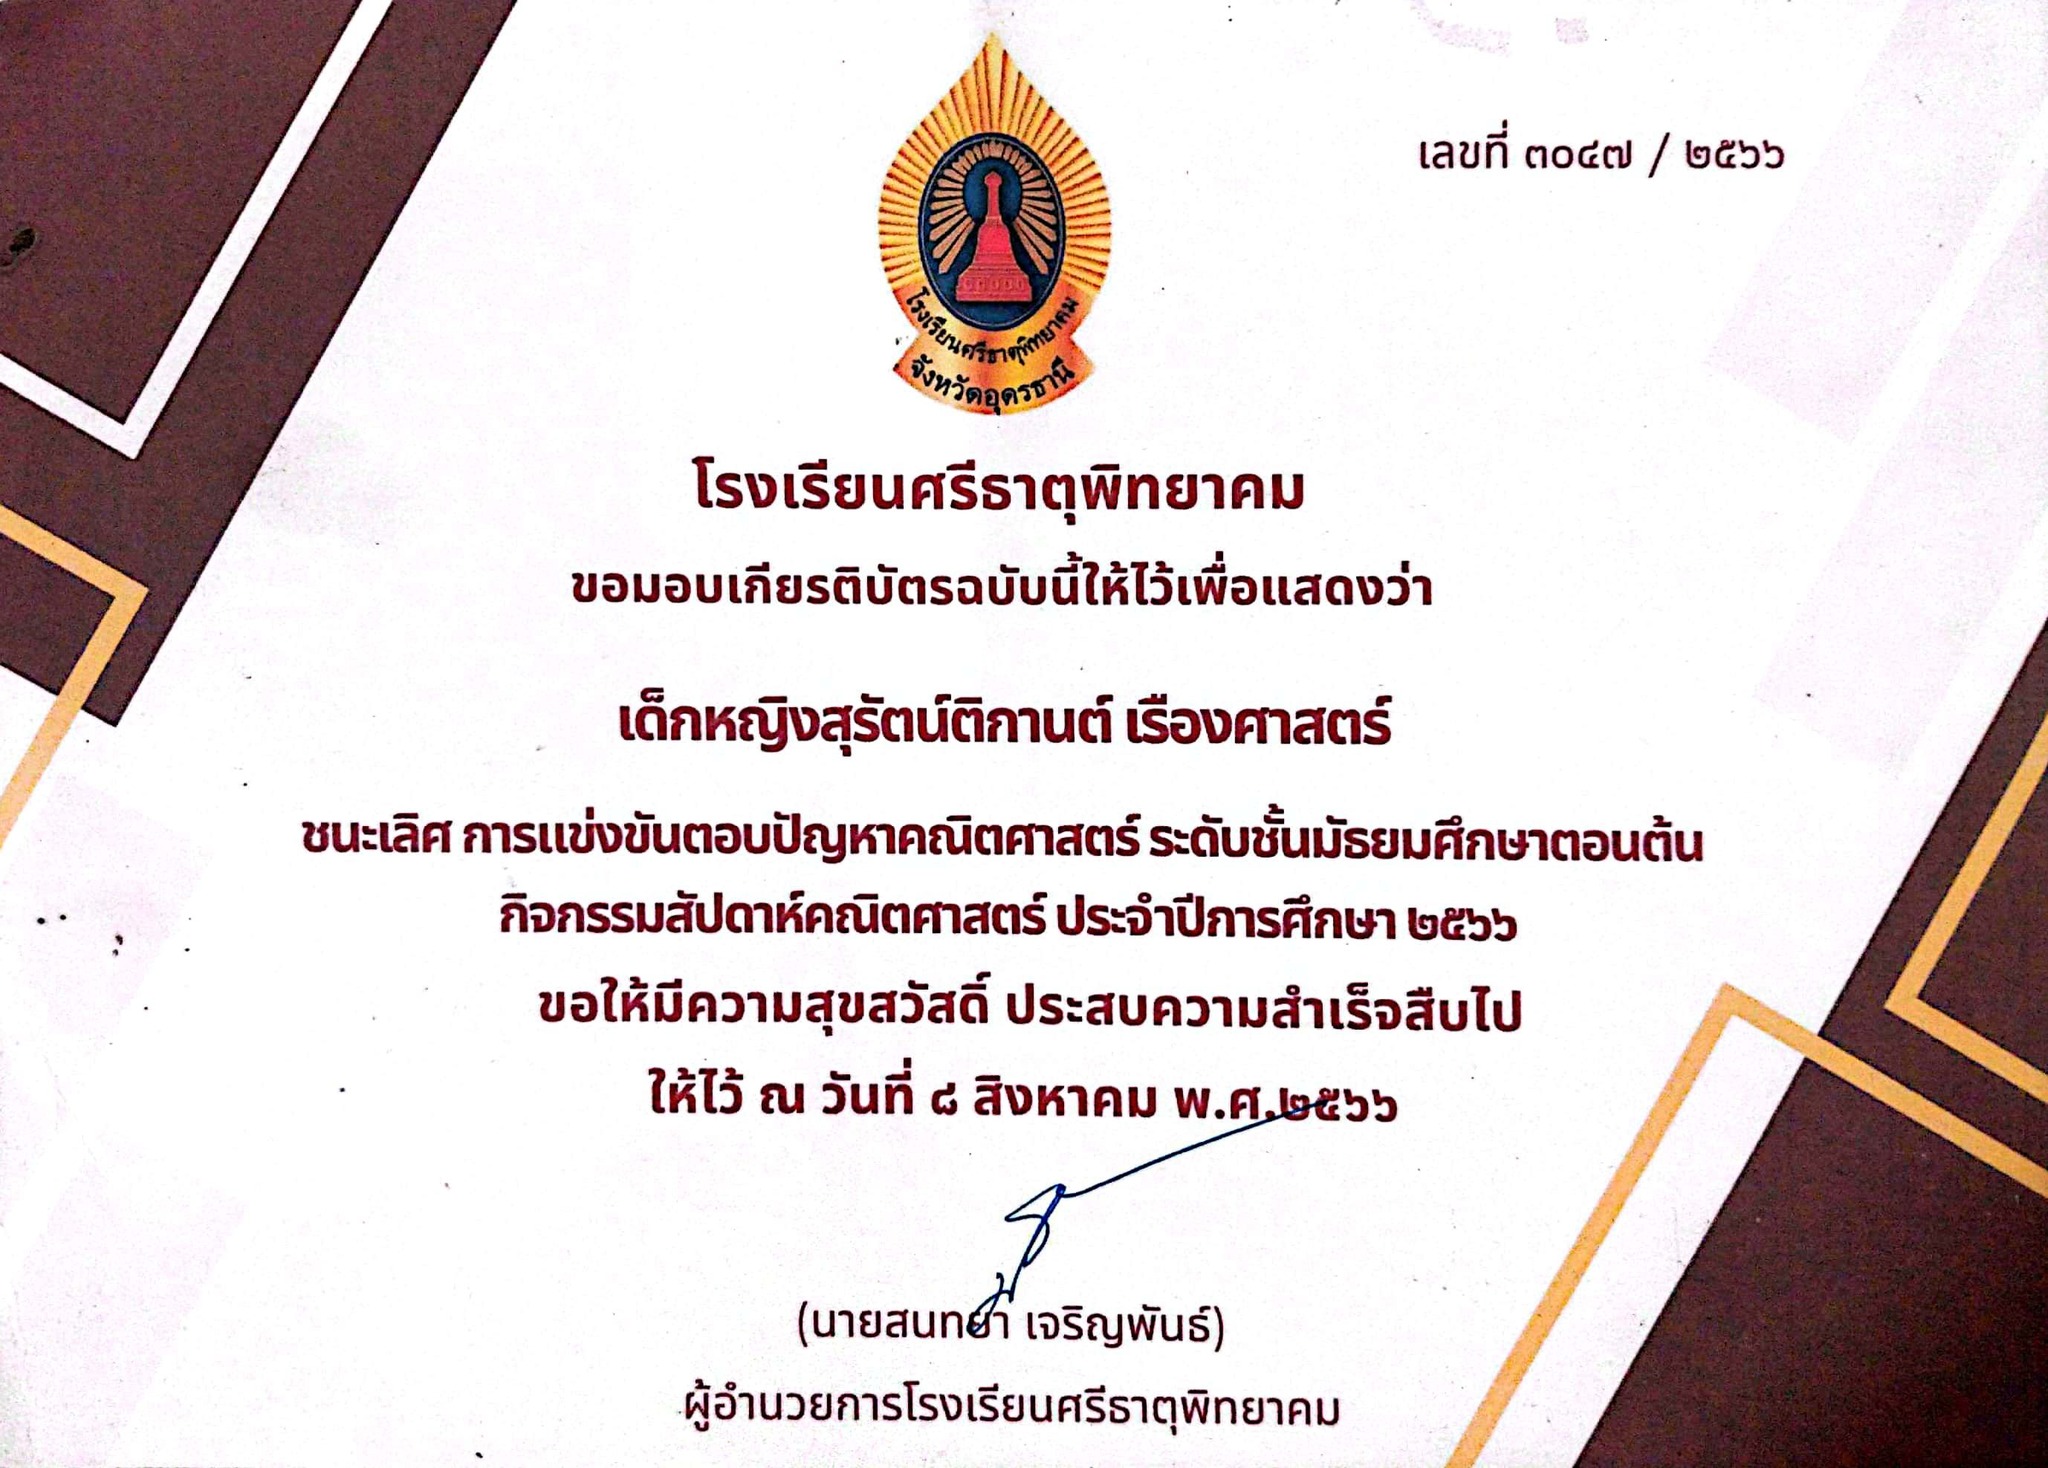 เลขที่ ๓๐๔๗ / ๒๕๖๖
โรงเรียนศรีธาตุพิทยาคม
จังหวัดอุดรธานี
โรงเรียนศรีธาตุพิทยาคม
ขอมอบเกียรติบัตรฉบับนี้ให้ไว้เพื่อแสดงว่า
เด็กหญิงสุรัตน์ติกานต์ เรืองศาสตร์
ชนะเลิศ การแข่งขันตอบปัญหาคณิตศาสตร์ ระดับชั้นมัธยมศึกษาตอนต้น
กิจกรรมสัปดาห์คณิตศาสตร์ ประจำปีการศึกษา ๒๕๖๖
ขอให้มีความสุขสวัสดิ์ ประสบความสำเร็จสืบไป
ให้ไว้ ณ วันที่ ๘ สิงหาคม พ.ศ.๒๕๖๖
(นายสนทยา เจริญพันธ์)
ผู้อำนวยการโรงเรียนศรีธาตุพิทยาคม